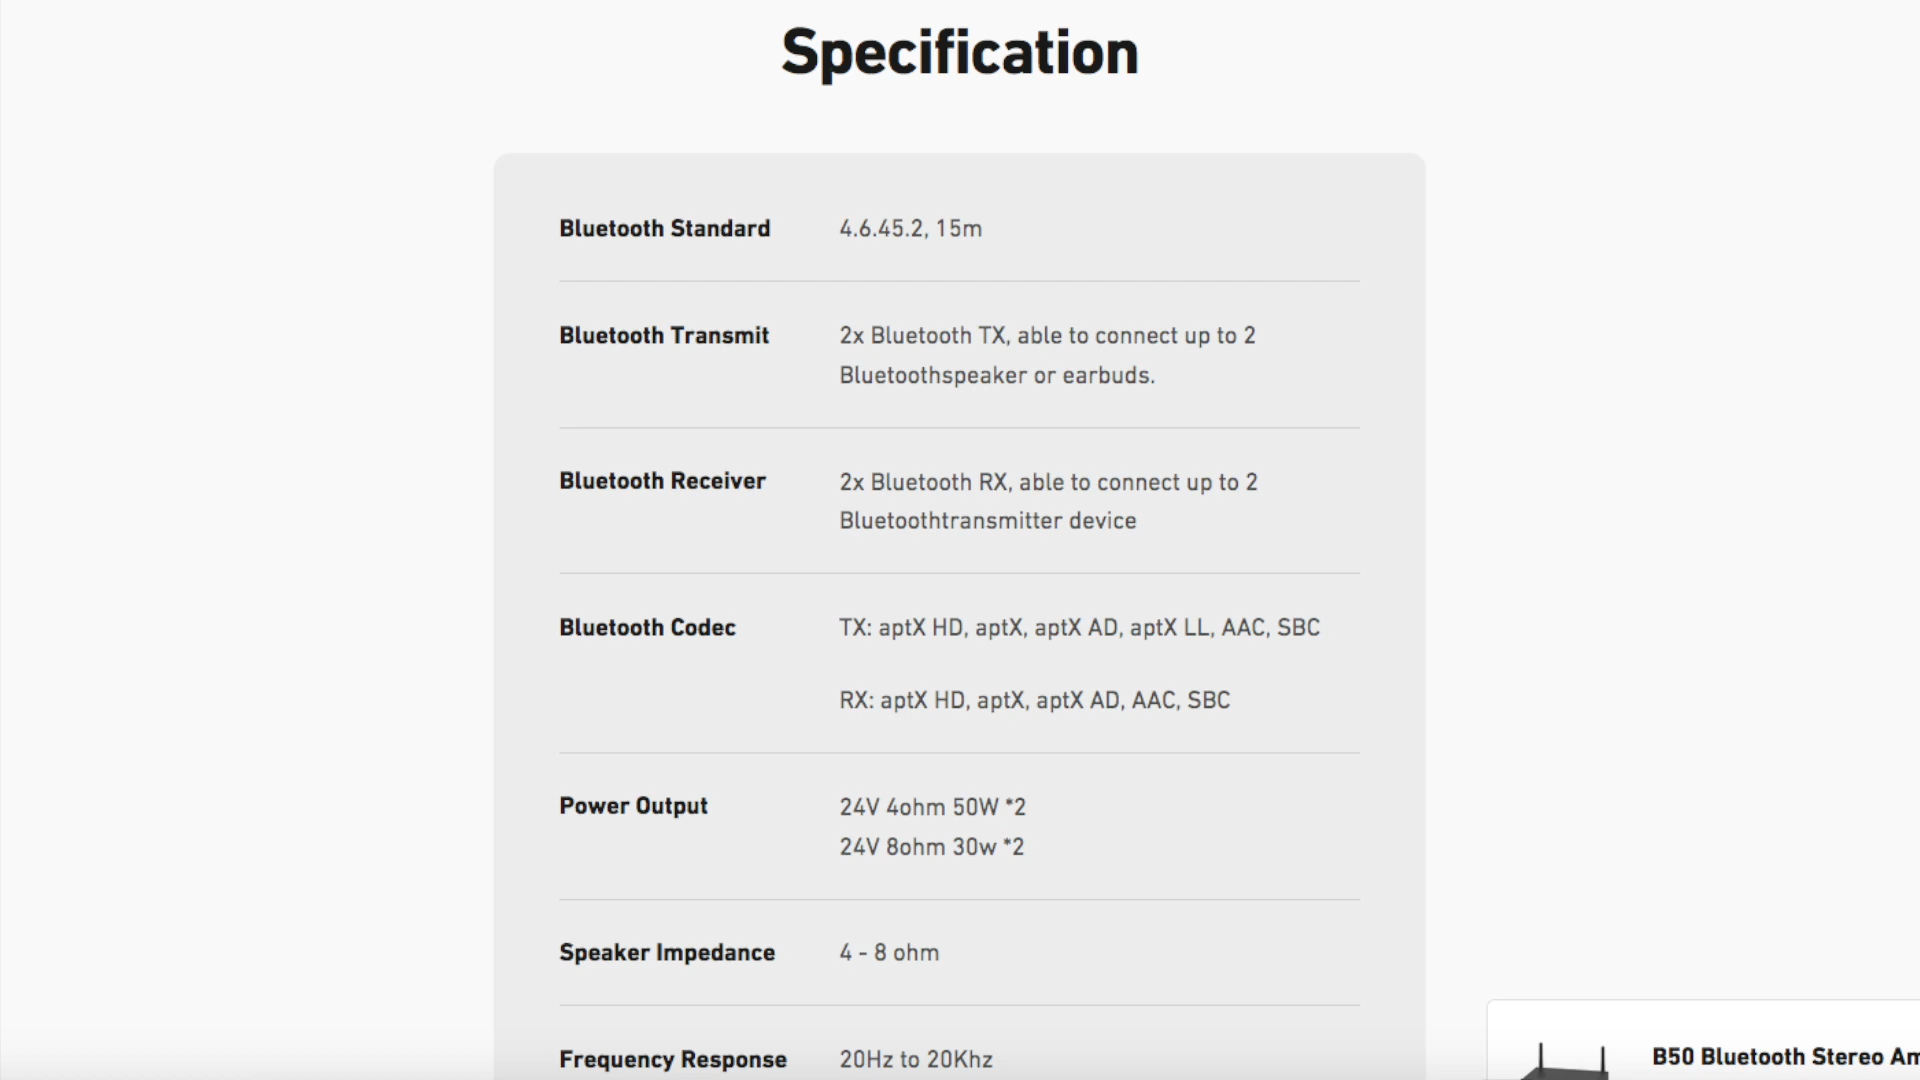 Specification
Bluetooth Standard 4.6.45.2, 15m
Bluetooth Transmit 2x Bluetooth TX, able to connect up to 2
Bluetoothspeaker or earbuds.
Bluetooth Receiver 2x Bluetooth RX, able to connect up to 2
Bluetoothtransmitter device
Bluetooth Codec TX: aptX HD, aptX, aptX AD, aptX LL, AAC, SBC
RX: aptX HD, aptX, aptX AD, AAC, SBC
Power Output 24V 4ohm 50W *2
24V 8ohm 30w *2
Speaker Impedance 4 - 8 ohm
Frequency Response 20Hz to 20Khz
B50 Bluetooth Stereo Am